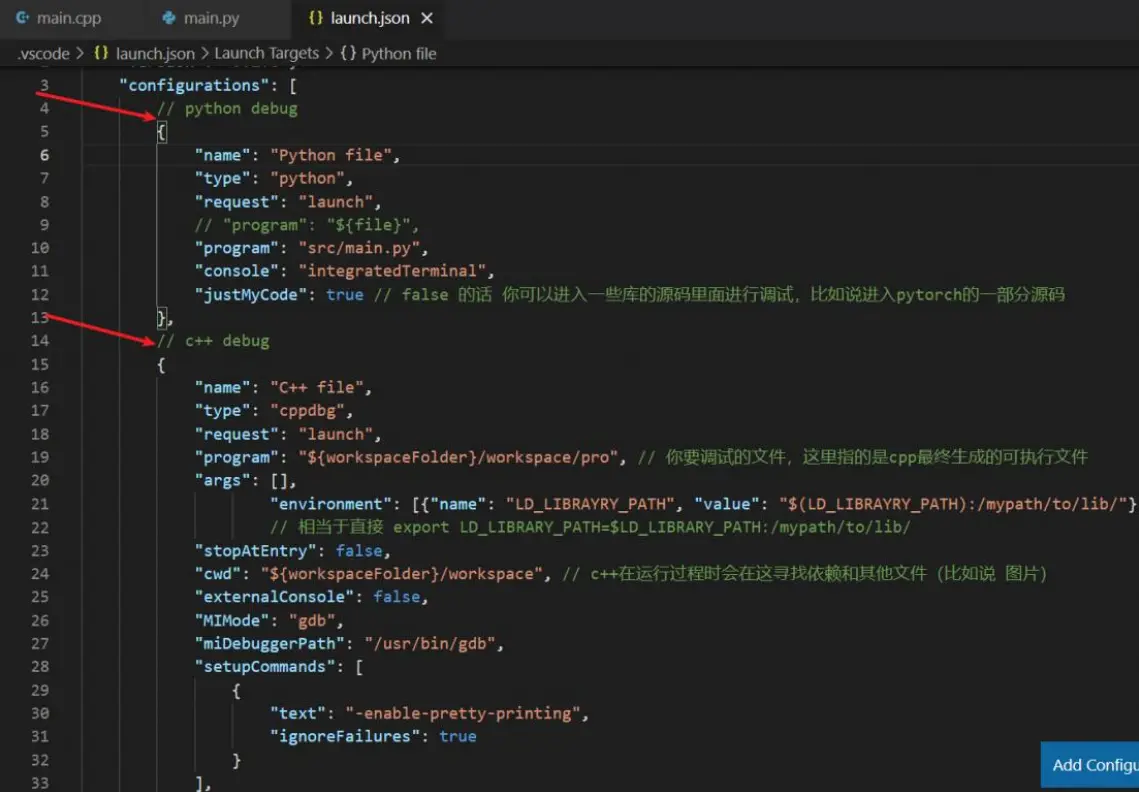 main.cpp
main.py
{} launch.json ×
.vscode > {} launch.json > Launch Targets > {} Python file
3 "configurations": [
4 // python debug
5 {
6 "name": "Python file",
7 "type": "python",
8 "request": "launch",
9 // "program": "${file}",
10 "program": "src/main.py",
11 "console": "integratedTerminal",
12 "justMyCode": true // false 的话 你可以进入一些库的源码里面进行调试，比如说进入pytorch的一部分源码
13 },
14 // c++ debug
15 {
16 "name": "C++ file",
17 "type": "cppdbg",
18 "request": "launch",
19 "program": "${workspaceFolder}/workspace/pro", // 你要调试的文件，这里指的是cpp最终生成的可执行文件
20 "args": [],
21 "environment": [{"name": "LD_LIBRAYRY_PATH", "value": "$(LD_LIBRAYRY_PATH):/mypath/to/lib/"}
22 // 相当于直接 export LD_LIBRARY_PATH=$LD_LIBRARY_PATH:/mypath/to/lib/
23 "stopAtEntry": false,
24 "cwd": "${workspaceFolder}/workspace", // c++在运行过程时会在这寻找依赖和其他文件（比如说 图片）
25 "externalConsole": false,
26 "MIMode": "gdb",
27 "miDebuggerPath": "/usr/bin/gdb",
28 "setupCommands": [
29 {
30 "text": "-enable-pretty-printing",
31 "ignoreFailures": true
32 }
33 ],
Add Configu